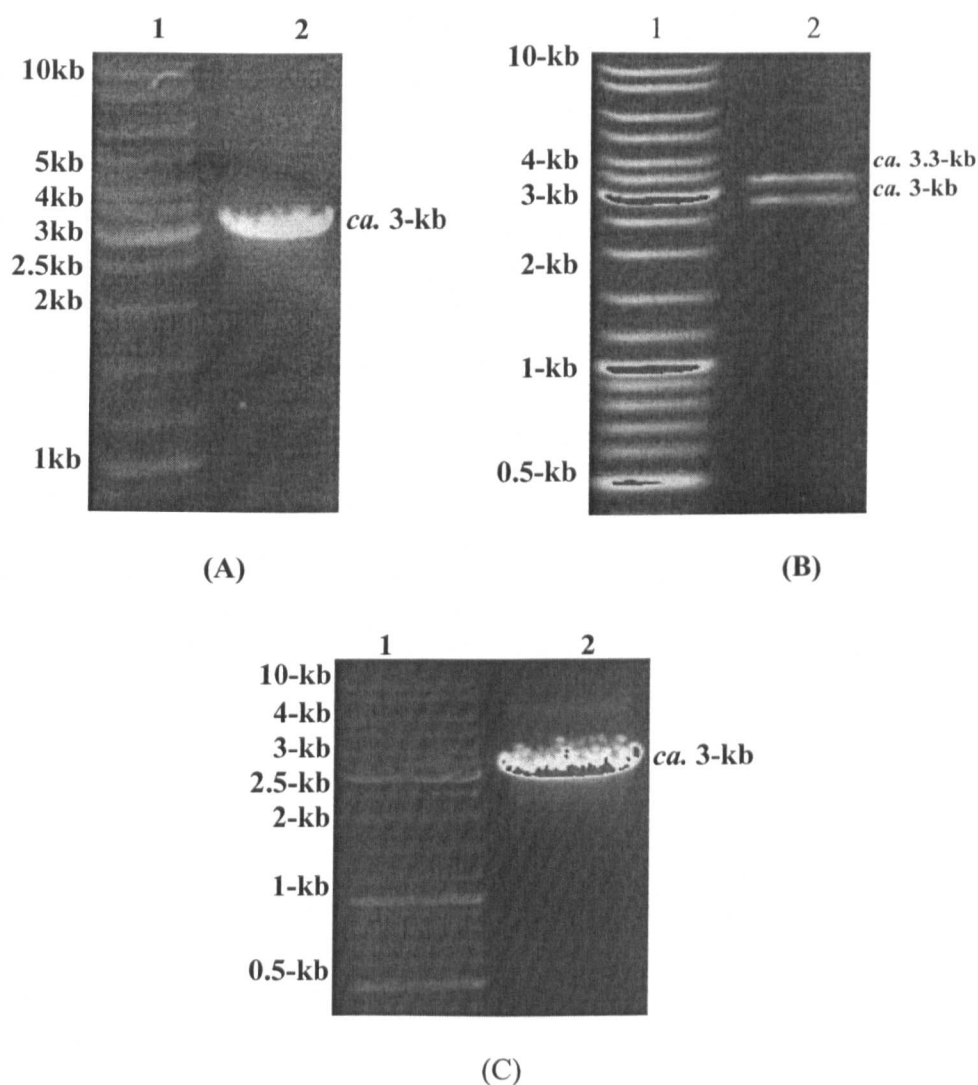 1 2
10kb
5kb
4kb
3kb
2.5kb
2kb
1kb
ca. 3-kb
(A)
1 2
10-kb
4-kb
3-kb
2-kb
1-kb
0.5-kb
ca. 3.3-kb
ca. 3-kb
(B)
1 2
10-kb
4-kb
3-kb
2.5-kb
2-kb
1-kb
0.5-kb
ca. 3-kb
(C)